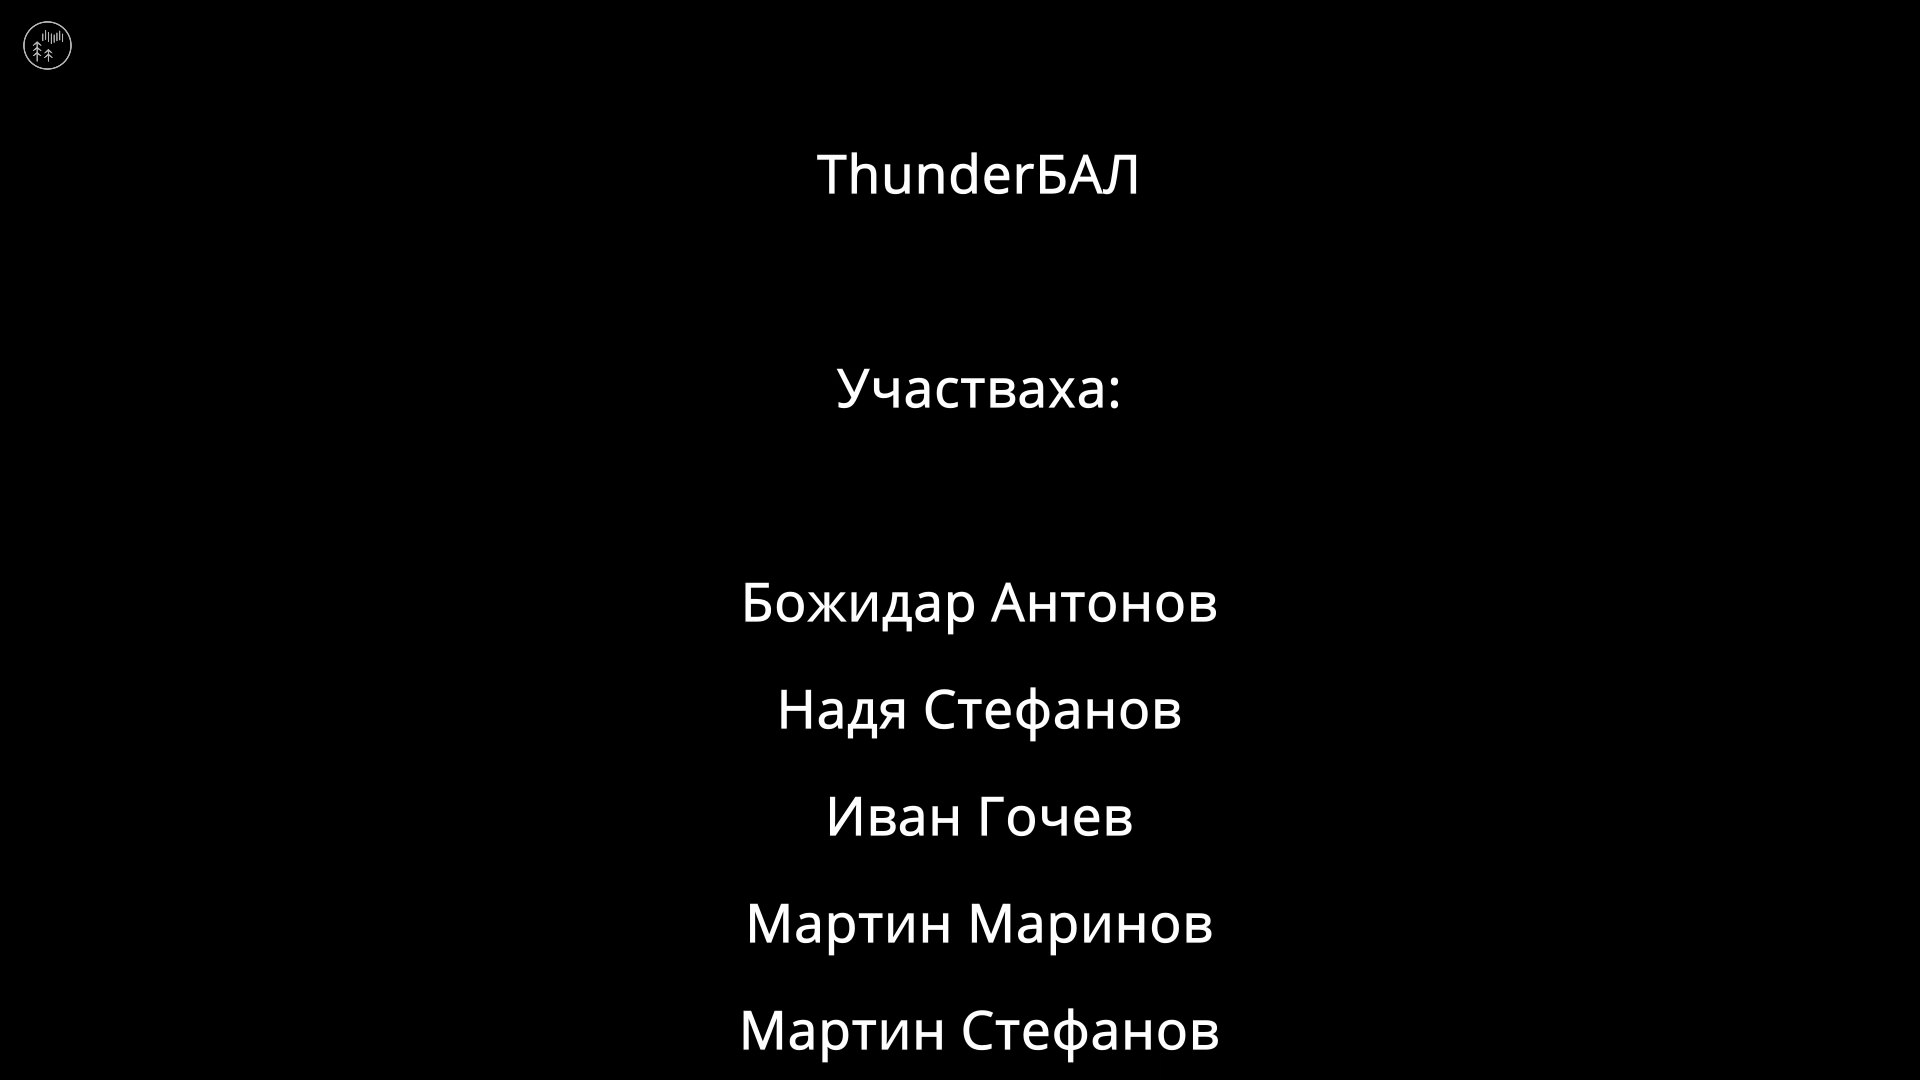 ThunderБАЛ
Участваха:
Божидар Антонов
Надя Стефанов
Иван Гочев
Мартин Маринов
Мартин Стефанов